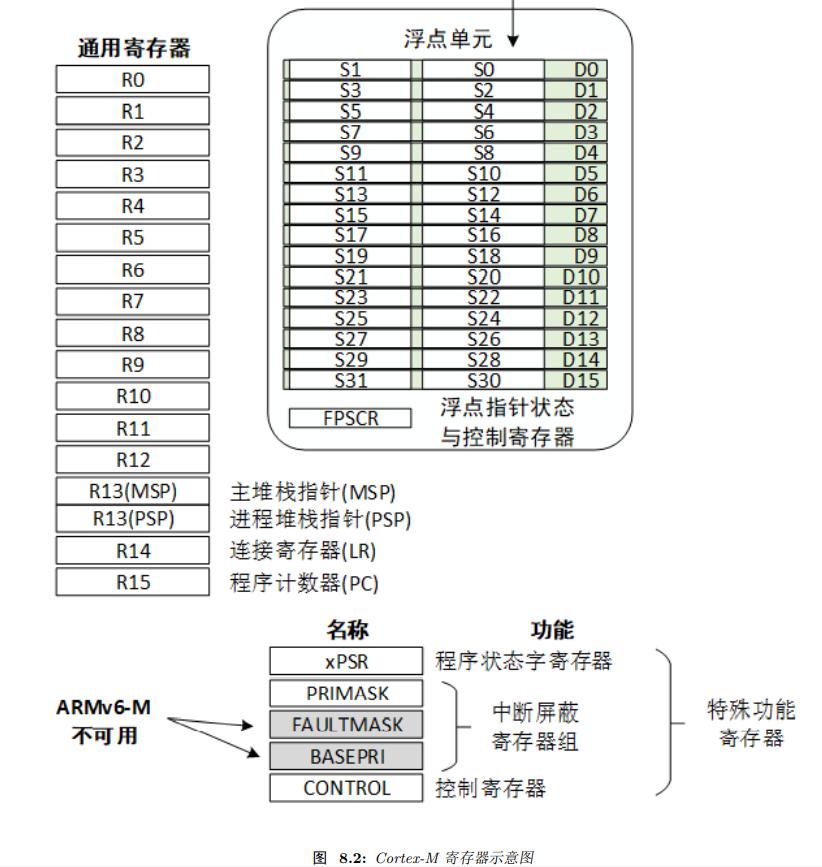 通用寄存器
R0
R1
R2
R3
R4
R5
R6
R7
R8
R9
R10
R11
R12
R13(MSP) 主堆栈指针(MSP)
R13(PSP) 进程堆栈指针(PSP)
R14 连接寄存器(LR)
R15 程序计数器(PC)
浮点单元
S1 S0 D0
S3 S2 D1
S5 S4 D2
S7 S6 D3
S9 S8 D4
S11 S10 D5
S13 S12 D6
S15 S14 D7
S17 S16 D8
S19 S18 D9
S21 S20 D10
S23 S22 D11
S25 S24 D12
S27 S26 D13
S29 S28 D14
S31 S30 D15
FPSCR
浮点指针状态
与控制寄存器
名称 功能
xPSR 程序状态字寄存器
PRIMASK
FAULTMASK
BASEPRI
CONTROL 控制寄存器
中断屏蔽
寄存器组
特殊功能
寄存器
ARMv6-M
不可用
图 8.2: Cortex-M 寄存器示意图